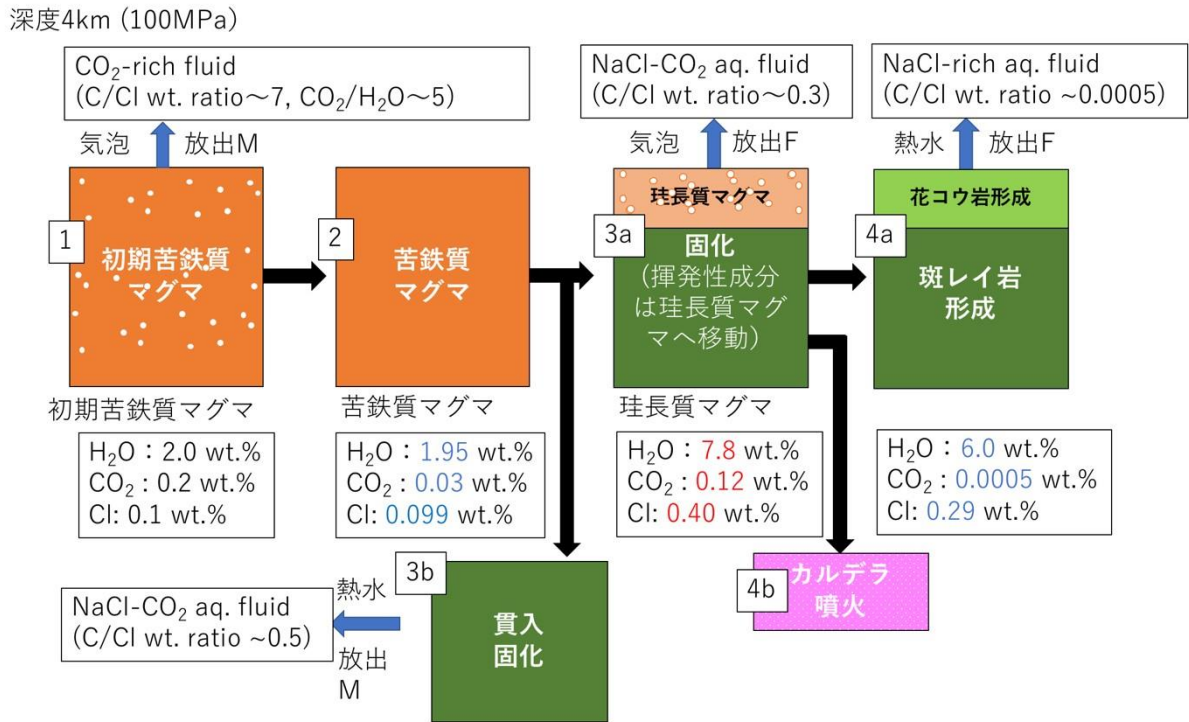 深度4km (100MPa)
CO₂-rich fluid
(C/Cl wt. ratio～7, CO₂/H₂O～5)
気泡 放出M
1
初期苦鉄質
マグマ
初期苦鉄質マグマ
H₂O：2.0 wt.%
CO₂ : 0.2 wt.%
Cl: 0.1 wt.%
2
苦鉄質
マグマ
苦鉄質マグマ
H₂O：1.95 wt.%
CO₂ : 0.03 wt.%
Cl: 0.099 wt.%
NaCl-CO₂ aq. fluid
(C/Cl wt. ratio～0.3)
気泡 放出F
珪長質マグマ
3a
固化
(揮発性成分
は珪長質マグ
マへ移動)
珪長質マグマ
H₂O：7.8 wt.%
CO₂ : 0.12 wt.%
Cl: 0.40 wt.%
NaCl-rich aq. fluid
(C/Cl wt. ratio ~0.0005)
熱水 放出F
花コウ岩形成
4a
斑レイ岩
形成
H₂O：6.0 wt.%
CO₂ : 0.0005 wt.%
Cl: 0.29 wt.%
NaCl-CO₂ aq. fluid
(C/Cl wt. ratio ~0.5)
熱水
放出
M
3b
貫入
固化
4b
カルデラ
噴火